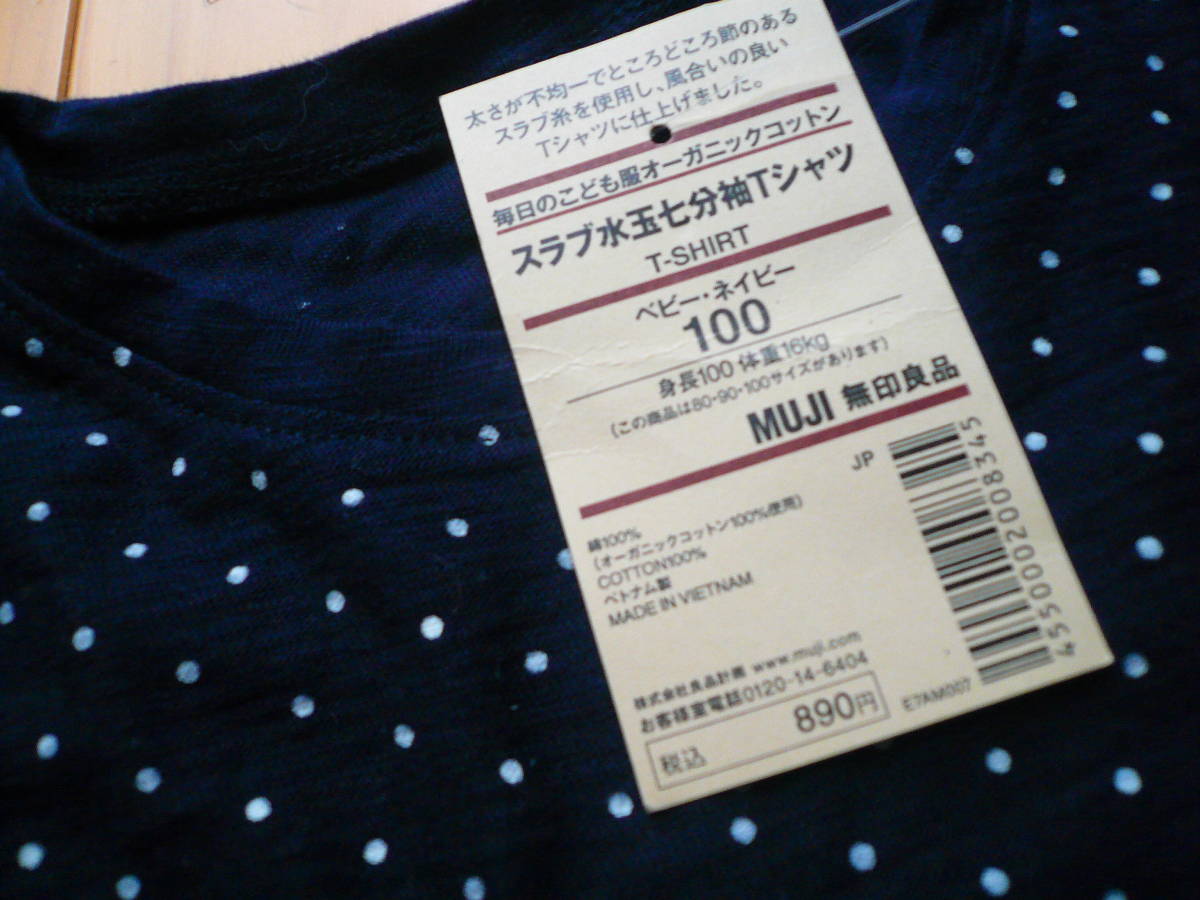 太さが不均一でところどころ節のある
スラブ糸を使用し、風合いの良い
Tシャツに仕上げました。
毎日のこども服オーガニックコットン
スラブ水玉七分袖Tシャツ
T-SHIRT
ベビー・ネイビー
100
身長100 体重16kg
(この商品は80・90・100サイズがあります)
MUJI 無印良品
JP
4550002008345
綿100%
(オーガニックコットン100%使用)
COTTON100%
ベトナム製
MADE IN VIETNAM
株式会社良品計画 www.muji.com
お客様室電話0120-14-6404
税込 890円
E7AM007